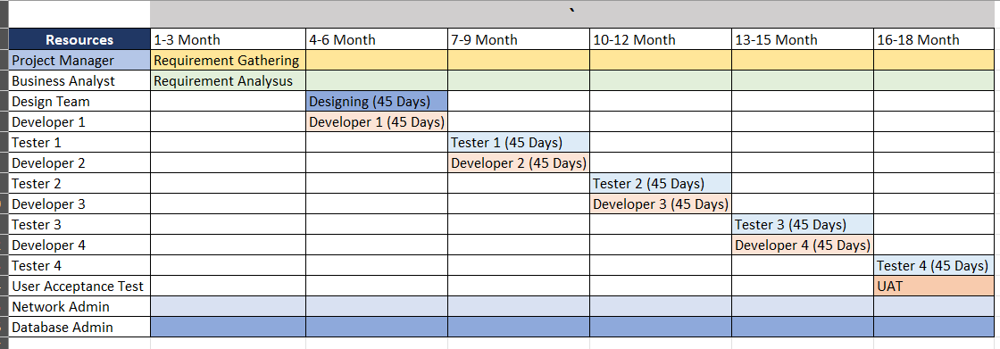 `
Resources 1-3 Month 4-6 Month 7-9 Month 10-12 Month 13-15 Month 16-18 Month
Project Manager Requirement Gathering
Business Analyst Requirement Analysus
Design Team Designing (45 Days)
Developer 1 Developer 1 (45 Days)
Tester 1 Tester 1 (45 Days)
Developer 2 Developer 2 (45 Days)
Tester 2 Tester 2 (45 Days)
Developer 3 Developer 3 (45 Days)
Tester 3 Tester 3 (45 Days)
Developer 4 Developer 4 (45 Days)
Tester 4 Tester 4 (45 Days)
User Acceptance Test UAT
Network Admin
Database Admin